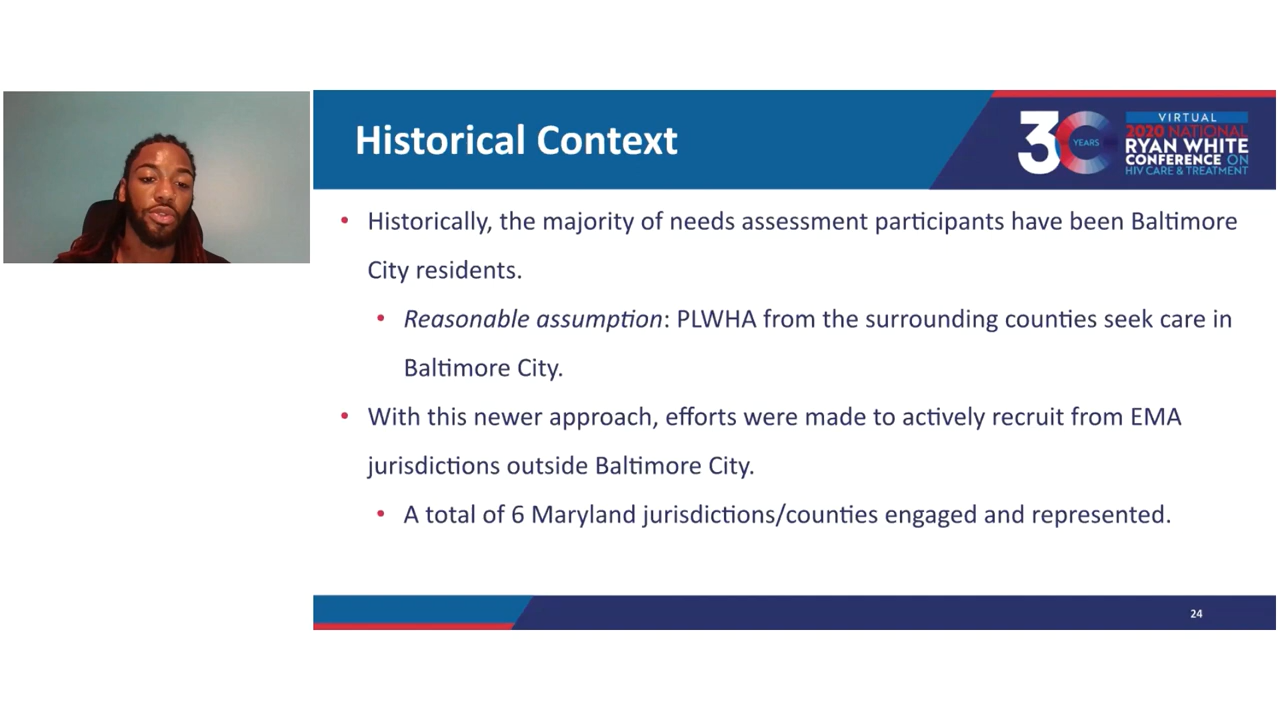 Historical Context
30
YEARS
VIRTUAL
2020 NATIONAL
RYAN WHITE
CONFERENCE ON
HIV CARE & TREATMENT
• Historically, the majority of needs assessment participants have been Baltimore
City residents.
• Reasonable assumption: PLWHA from the surrounding counties seek care in
Baltimore City.
• With this newer approach, efforts were made to actively recruit from EMA
jurisdictions outside Baltimore City.
• A total of 6 Maryland jurisdictions/counties engaged and represented.
24